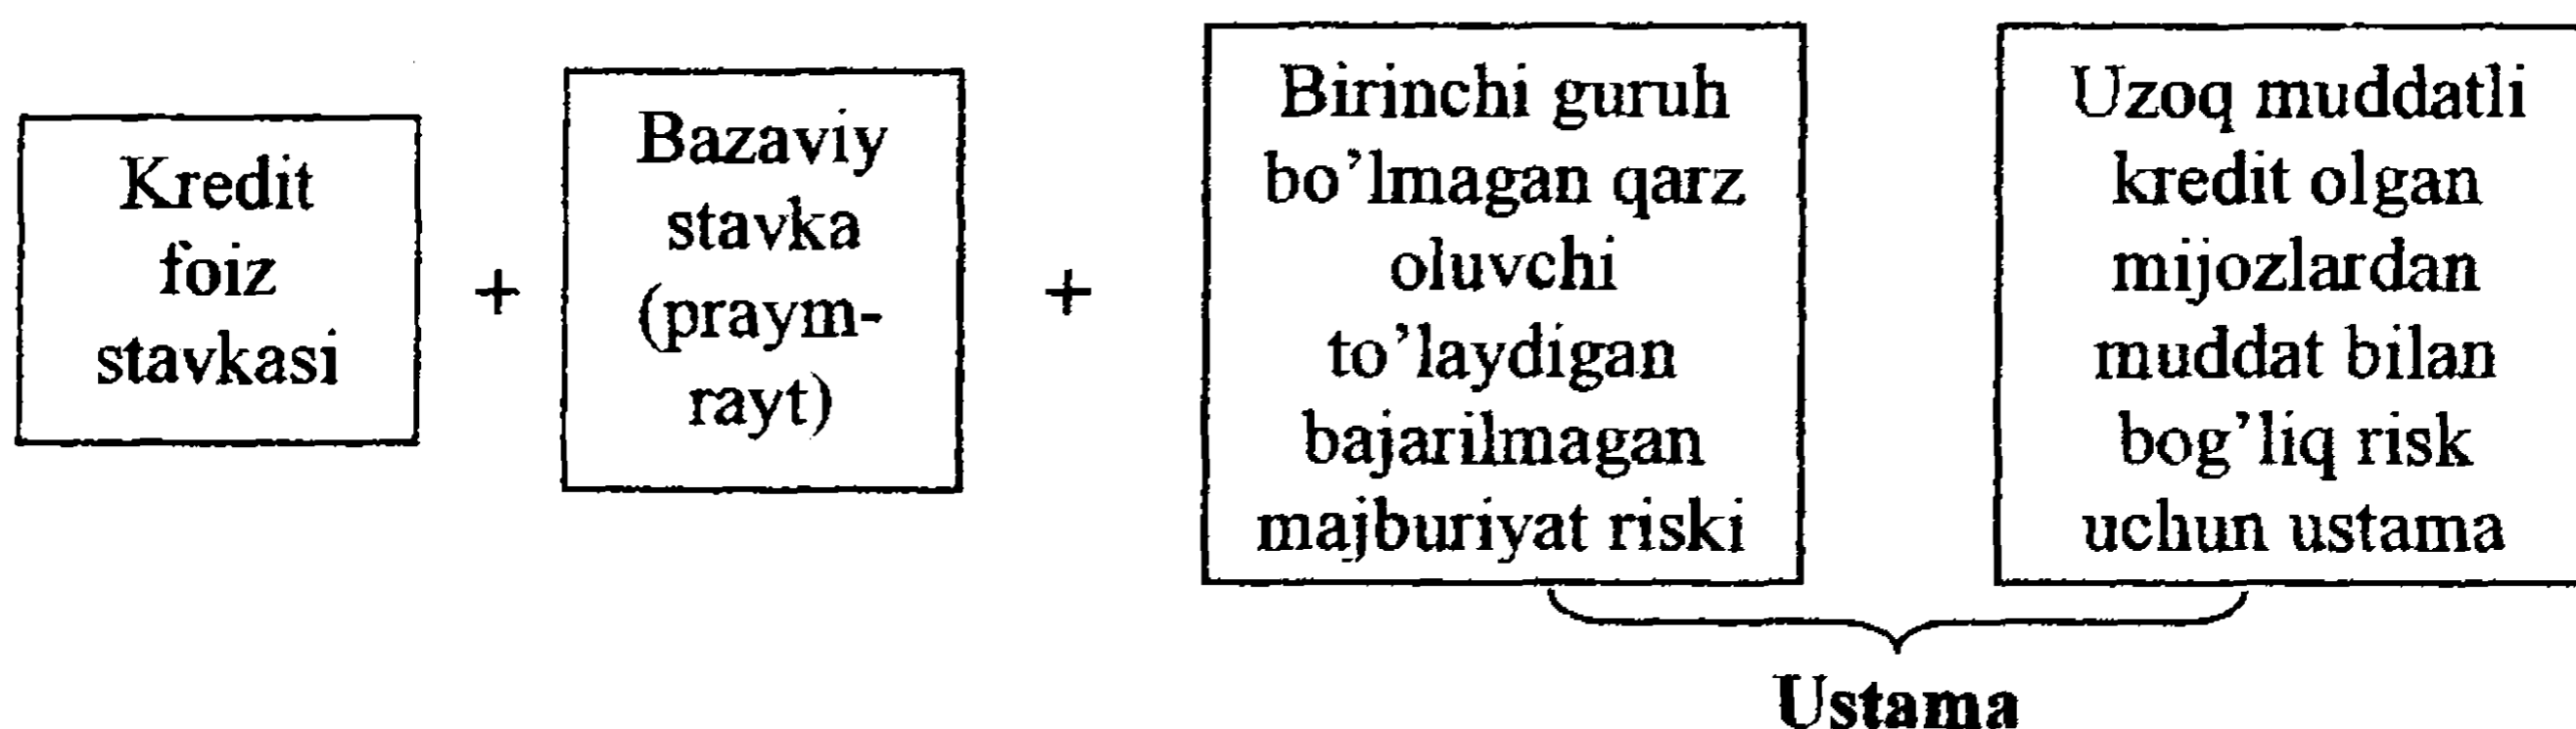 Kredit
foiz
stavkasi
+
Bazaviy
stavka
(praym-
rayt)
+
Birinchi guruh
bo’lmagan qarz
oluvchi
to’laydigan
bajarilmagan
majburiyat riski
Uzoq muddatli
kredit olgan
mijozlardan
muddat bilan
bog’liq risk
uchun ustama
Ustama